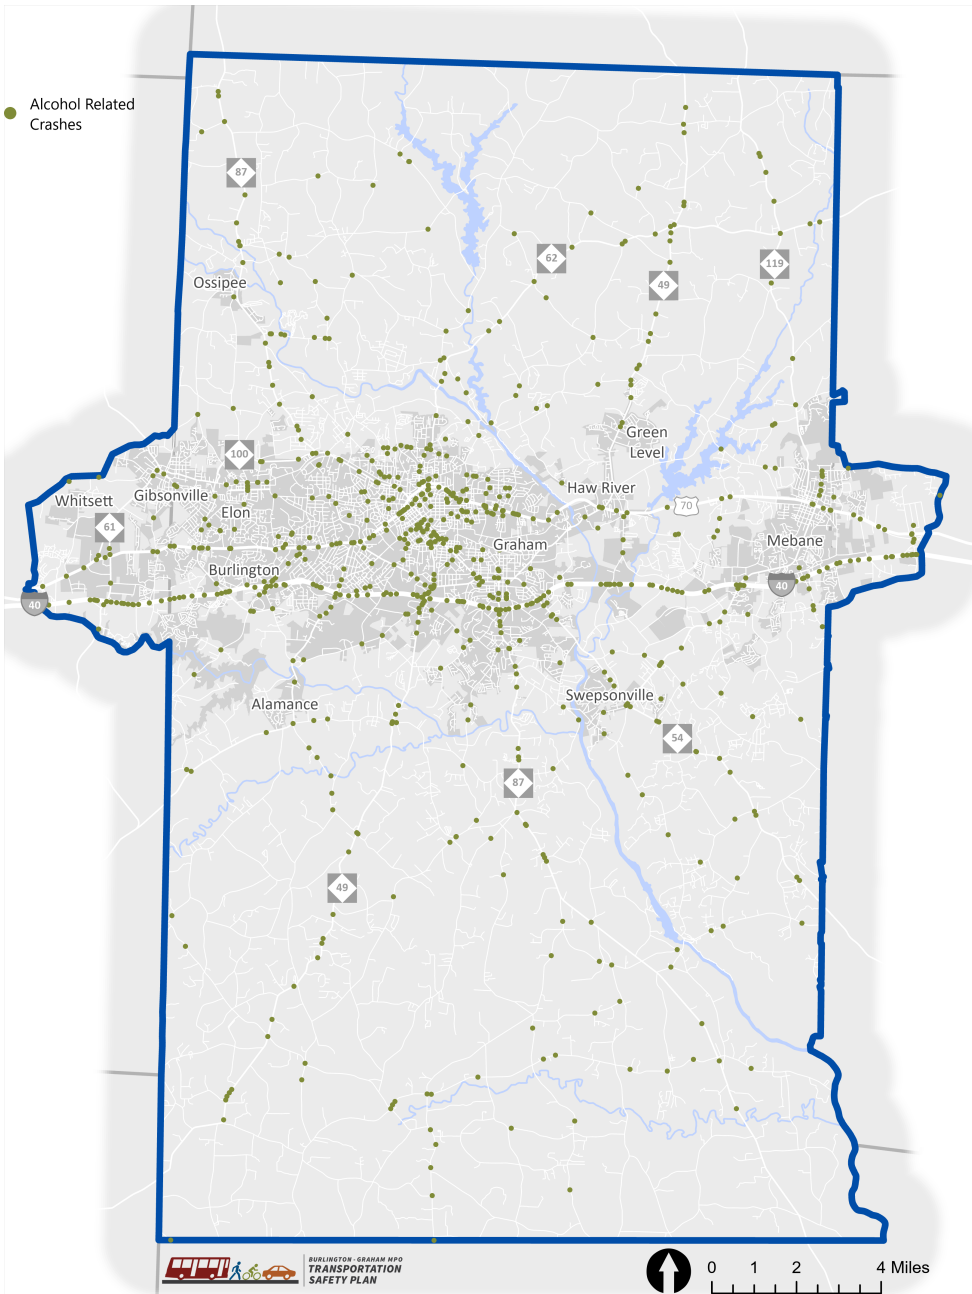 Alcohol Related
Crashes
87
62
119
49
Ossipee
Green
Level
100
Haw River
Whitsett
Gibsonville
70
Elon
61
Mebane
Graham
Burlington
40
40
Swepsonville
Alamance
54
87
49
BURLINGTON - GRAHAM MPO
TRANSPORTATION
SAFETY PLAN
0 1 2 4 Miles